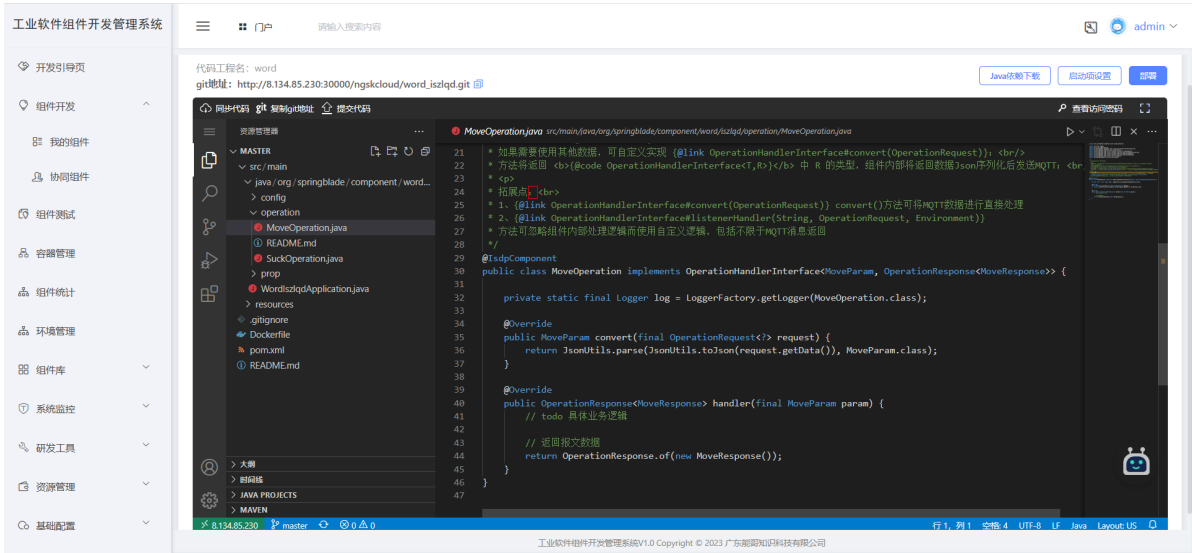 工业软件组件开发管理系统
门户
请输入搜索内容
admin
开发引导页
组件开发
我的组件
协同组件
组件测试
容器管理
组件统计
环境管理
组件库
系统监控
研发工具
资源管理
基础配置
代码工程名：word
git地址：http://8.134.85.230:30000/ngskcloud/word_iszlqd.git
Java依赖下载
启动项设置
部署
同步代码 git 复制git地址 提交代码
查看访问密码
资源管理器
MASTER
src / main
java / org / springblade / component / word...
config
operation
MoveOperation.java
README.md
SuckOperation.java
prop
WordIszlqdApplication.java
resources
.gitignore
Dockerfile
pom.xml
README.md
大纲
时间线
JAVA PROJECTS
MAVEN
MoveOperation.java src/main/java/org/springblade/component/word/iszlqd/operation/MoveOperation.java
21 * 如果需要使用其他数据，可自定义实现 {@link OperationHandlerInterface#convert(OperationRequest)}；<br/>
22 * 方法将返回 <b>{@code OperationHandlerInterface<T,R>}</b> 中 R 的类型，组件内部将返回数据Json序列化后发送MQTT；<br
23 * <p>
24 * 拓展点：<br>
25 * 1、{@link OperationHandlerInterface#convert(OperationRequest)} convert()方法可将MQTT数据进行直接处理
26 * 2、{@link OperationHandlerInterface#listenerHandler(String, OperationRequest, Environment)}
27 * 方法可忽略组件内部处理逻辑而使用自定义逻辑，包括不限于MQTT消息返回
28 */
29 @IsdpComponent
30 public class MoveOperation implements OperationHandlerInterface<MoveParam, OperationResponse<MoveResponse>> {
31
32 private static final Logger log = LoggerFactory.getLogger(MoveOperation.class);
33
34 @Override
35 public MoveParam convert(final OperationRequest<?> request) {
36 return JsonUtils.parse(JsonUtils.toJson(request.getData()), MoveParam.class);
37 }
38
39 @Override
40 public OperationResponse<MoveResponse> handler(final MoveParam param) {
41 // todo 具体业务逻辑
42
43 // 返回报文数据
44 return OperationResponse.of(new MoveResponse());
45 }
46 }
47
8.134.85.230 master 0 0
行 1，列 1 空格: 4 UTF-8 LF Java Layout: US
工业软件组件开发管理系统V1.0 Copyright © 2023 广东能哥知识科技有限公司